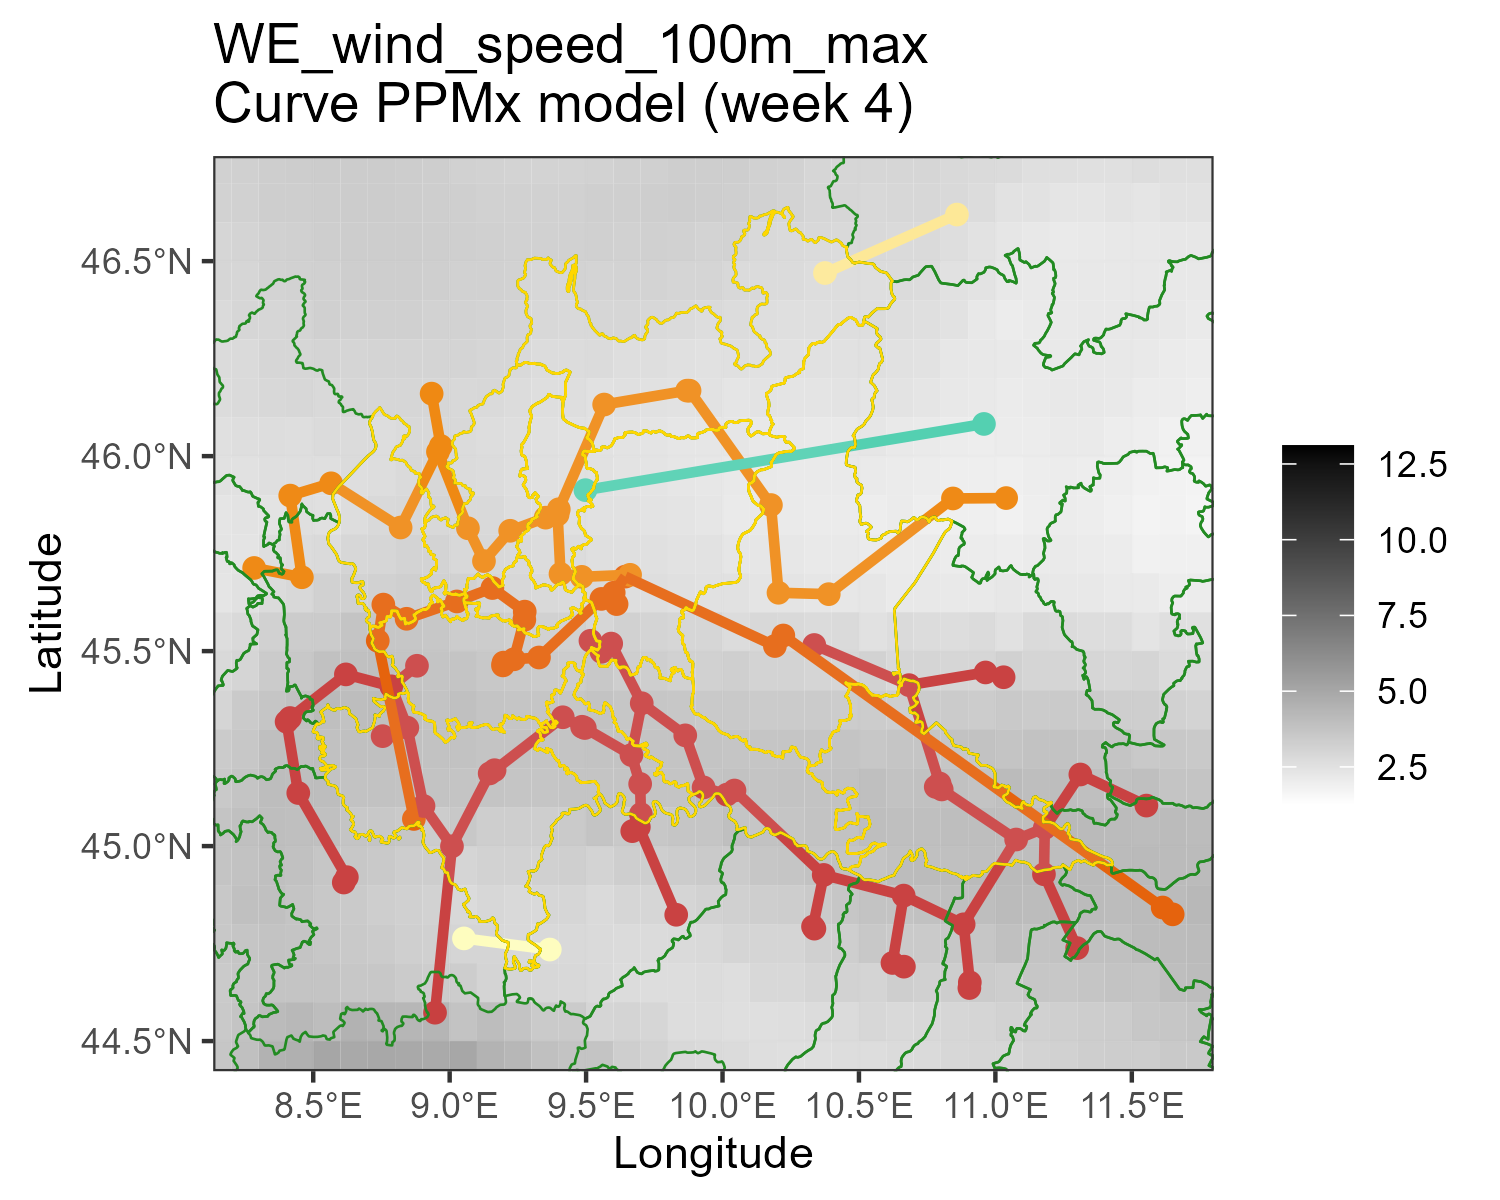 WE_wind_speed_100m_max
Curve PPMx model (week 4)
46.5°N
46.0°N
45.5°N
45.0°N
44.5°N
Latitude
8.5°E
9.0°E
9.5°E
10.0°E
10.5°E
11.0°E
11.5°E
Longitude
12.5
10.0
7.5
5.0
2.5